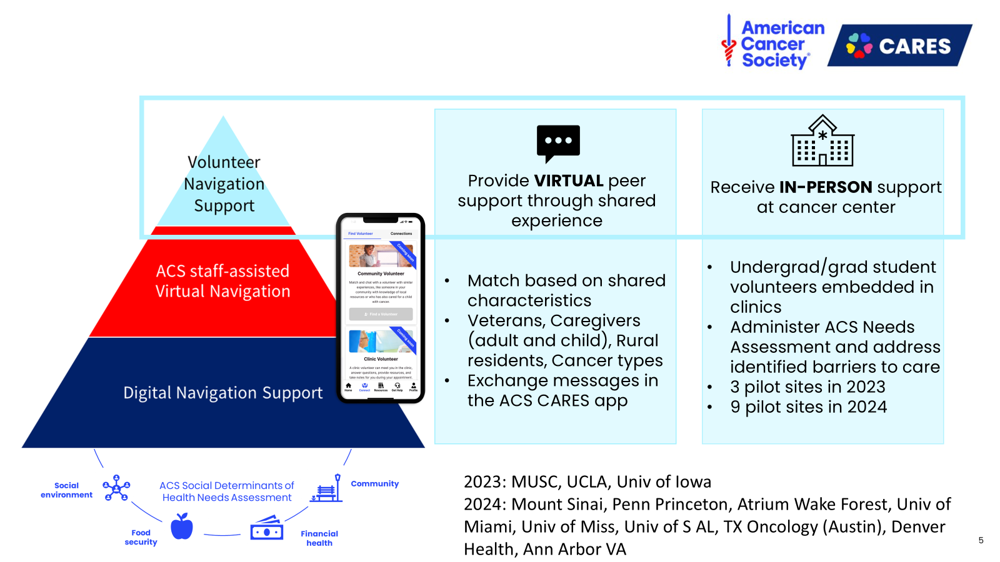 American
Cancer
Society®
CARES
Volunteer
Navigation
Support
ACS staff-assisted
Virtual Navigation
Digital Navigation Support
Find Volunteer
Connections
Coming soon
Community Volunteer
Match and chat with a volunteer with similar
experiences, like someone in your
community with knowledge of local
resources or who has also cared for a child
with cancer.
Find a Volunteer
Coming soon
Clinic Volunteer
A clinic volunteer can meet you in the clinic,
answer questions, provide resources, and
take notes for you during your appointment.
Home
Connect
Resources
Get Help
Profile
Provide VIRTUAL peer
support through shared
experience
• Match based on shared
characteristics
• Veterans, Caregivers
(adult and child), Rural
residents, Cancer types
• Exchange messages in
the ACS CARES app
Receive IN-PERSON support
at cancer center
• Undergrad/grad student
volunteers embedded in
clinics
• Administer ACS Needs
Assessment and address
identified barriers to care
• 3 pilot sites in 2023
• 9 pilot sites in 2024
Social
environment
ACS Social Determinants of
Health Needs Assessment
Community
Food
security
Financial
health
2023: MUSC, UCLA, Univ of Iowa
2024: Mount Sinai, Penn Princeton, Atrium Wake Forest, Univ of
Miami, Univ of Miss, Univ of S AL, TX Oncology (Austin), Denver
Health, Ann Arbor VA
5